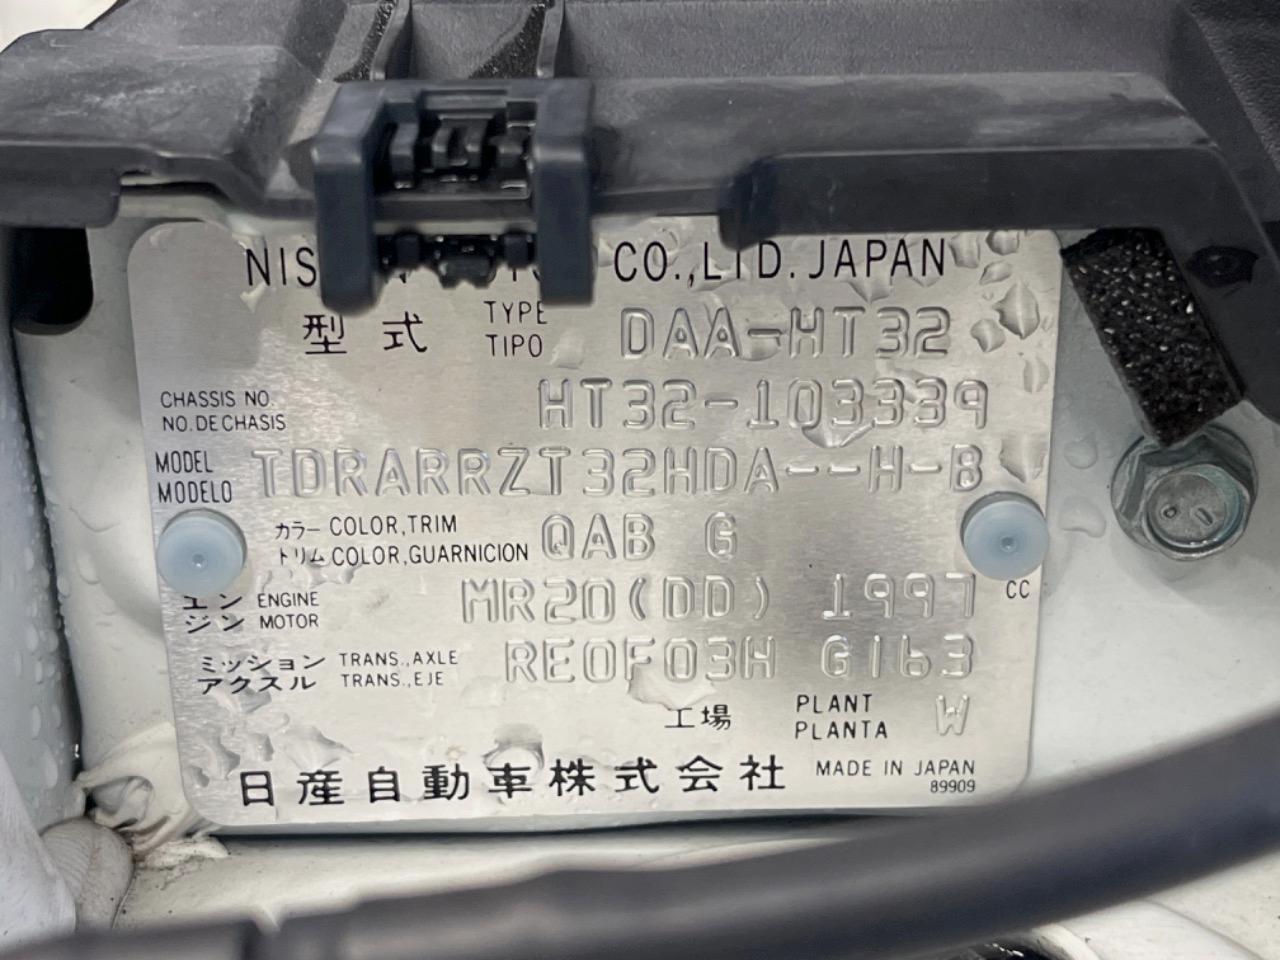 CO.,LTD. JAPAN
型式 TYPE TIPO DAA-HT32
CHASSIS NO. NO. DE CHASIS HT32-103339
MODEL MODELO TDRARRZT32HDA--H-B
カラー COLOR, TRIM
トリム COLOR, GUARNICION QAB G
エンジン ENGINE MOTOR MR20(DD) 1997 CC
ミッション TRANS., AXLE
アクスル TRANS., EJE RE0F03H G163
工場 PLANT PLANTA W
日産自動車株式会社 MADE IN JAPAN
89909